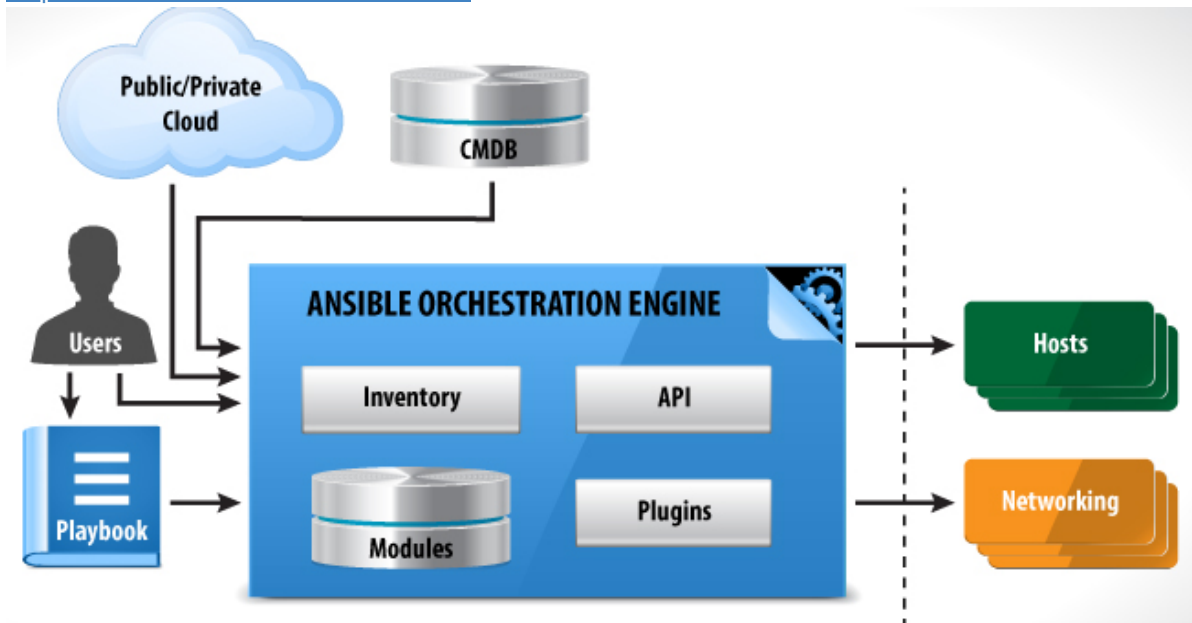 Public/Private
Cloud
CMDB
Users
ANSIBLE ORCHESTRATION ENGINE
Inventory
API
Hosts
Playbook
Modules
Plugins
Networking